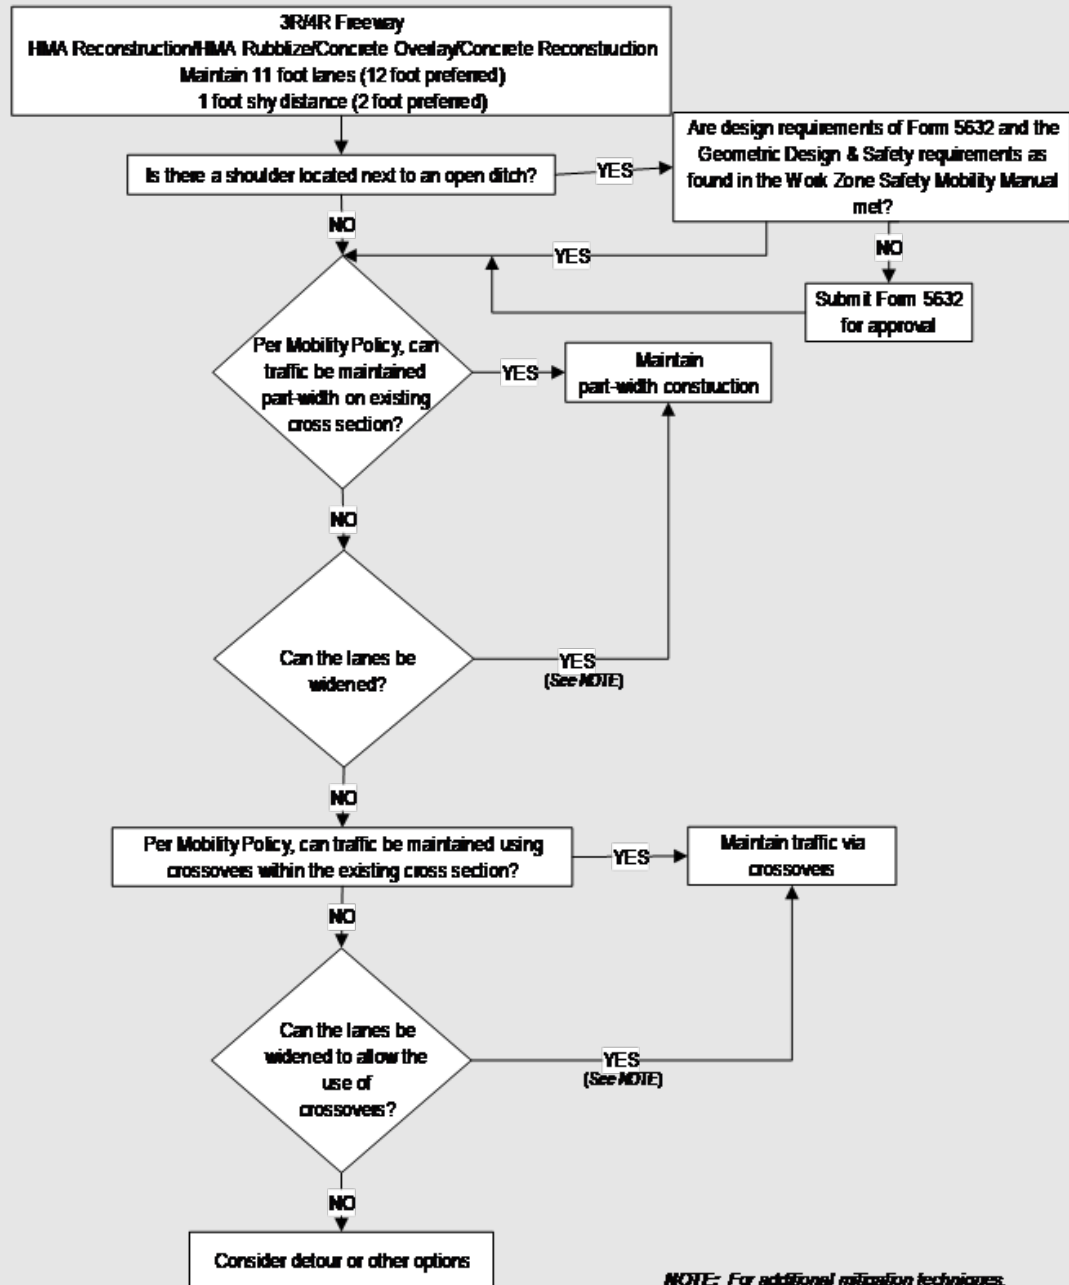 3R/4R Freeway
HMA Reconstruction/HMA Rubblize/Concrete Overlay/Concrete Reconstruction
Maintain 11 foot lanes (12 foot preferred)
1 foot shy distance (2 foot preferred)
Is there a shoulder located next to an open ditch?
YES
Are design requirements of Form 5632 and the
Geometric Design & Safety requirements as
found in the Work Zone Safety Mobility Manual
met?
NO
YES
NO
Submit Form 5632
for approval
Per Mobility Policy, can
traffic be maintained
part-width on existing
cross section?
YES
Maintain
part-width construction
NO
Can the lanes be
widened?
YES
(See NOTE)
NO
Per Mobility Policy, can traffic be maintained using
crossovers within the existing cross section?
YES
Maintain traffic via
crossovers
NO
Can the lanes be
widened to allow the
use of
crossovers?
YES
(See NOTE)
NO
Consider detour or other options
NOTE: For additional mitigation techniques,